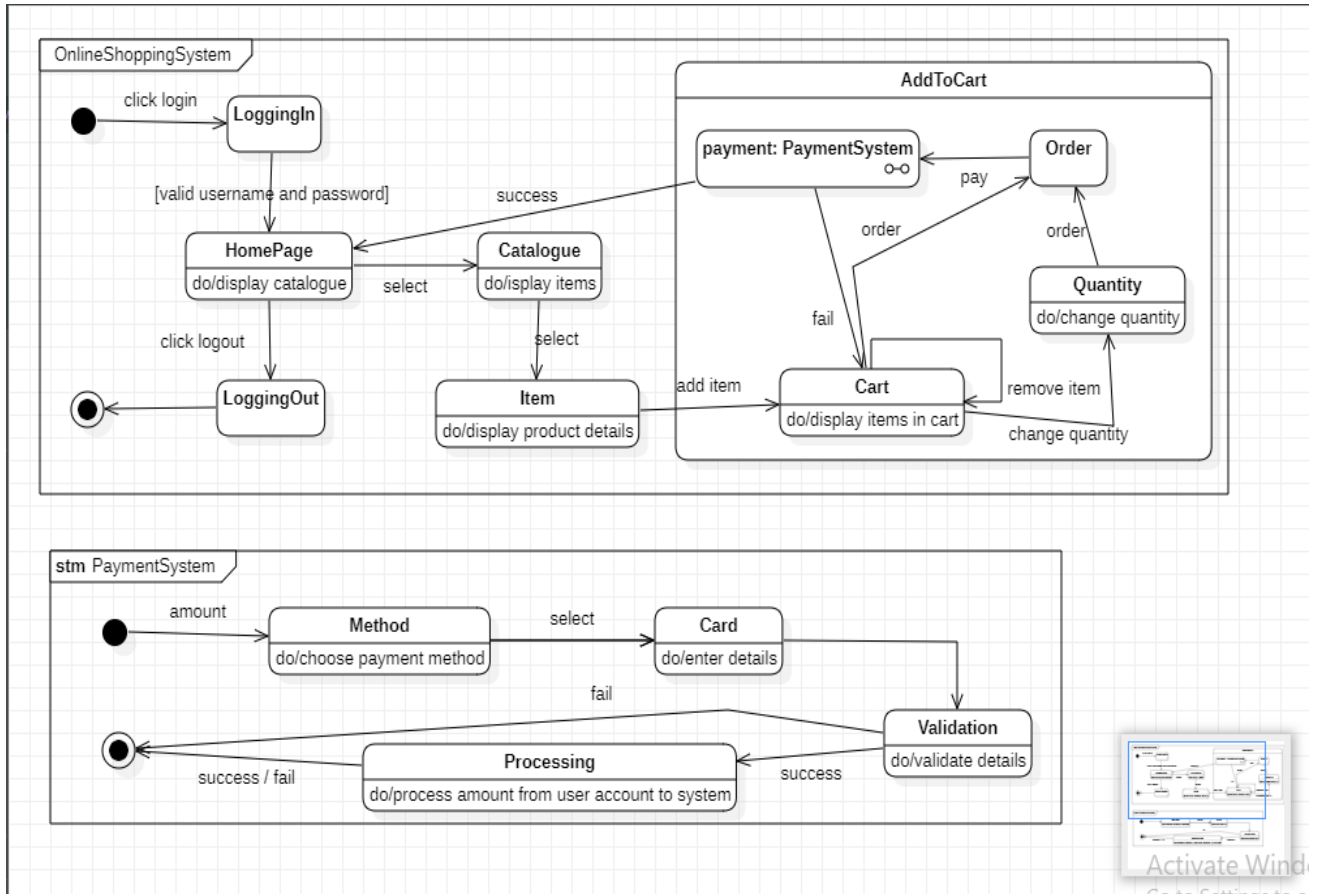 OnlineShoppingSystem
click login
LoggingIn
[valid username and password]
HomePage
do/display catalogue
select
Catalogue
do/isplay items
success
click logout
LoggingOut
select
Item
do/display product details
add item
AddToCart
payment: PaymentSystem
pay
Order
order
order
Quantity
do/change quantity
fail
Cart
do/display items in cart
remove item
change quantity
stm PaymentSystem
amount
Method
do/choose payment method
select
Card
do/enter details
fail
Validation
do/validate details
success
Processing
do/process amount from user account to system
success / fail
Activate Wind